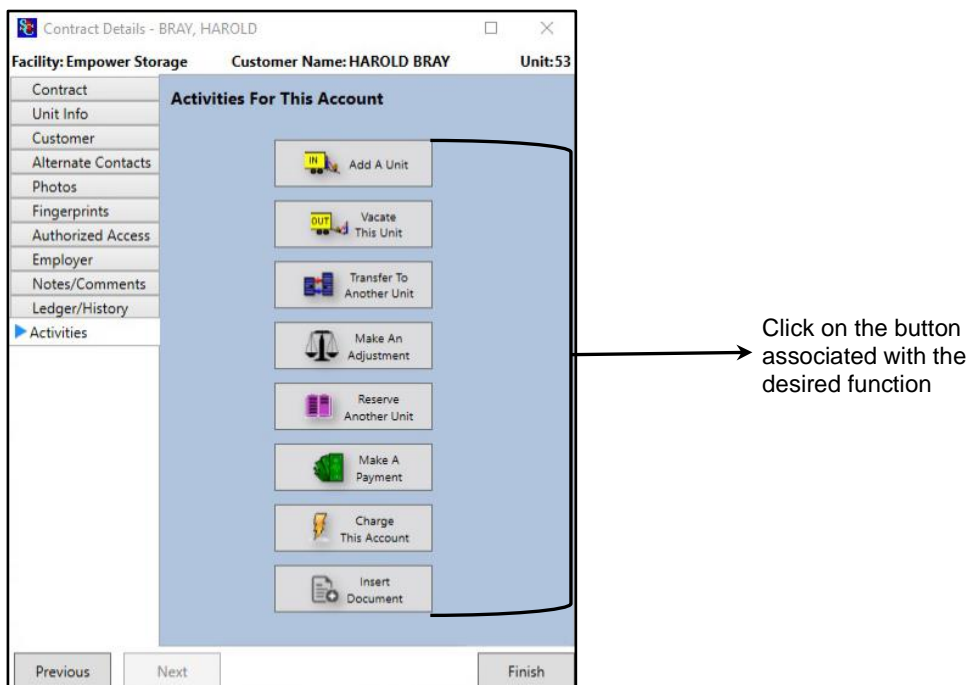 Contract Details - BRAY, HAROLD
Facility: Empower Storage Customer Name: HAROLD BRAY Unit:53
Contract
Unit Info
Customer
Alternate Contacts
Photos
Fingerprints
Authorized Access
Employer
Notes/Comments
Ledger/History
Activities
Activities For This Account
IN
Add A Unit
OUT
Vacate
This Unit
Transfer To
Another Unit
Make An
Adjustment
Reserve
Another Unit
Make A
Payment
Charge
This Account
Insert
Document
Previous Next Finish
Click on the button
associated with the
desired function